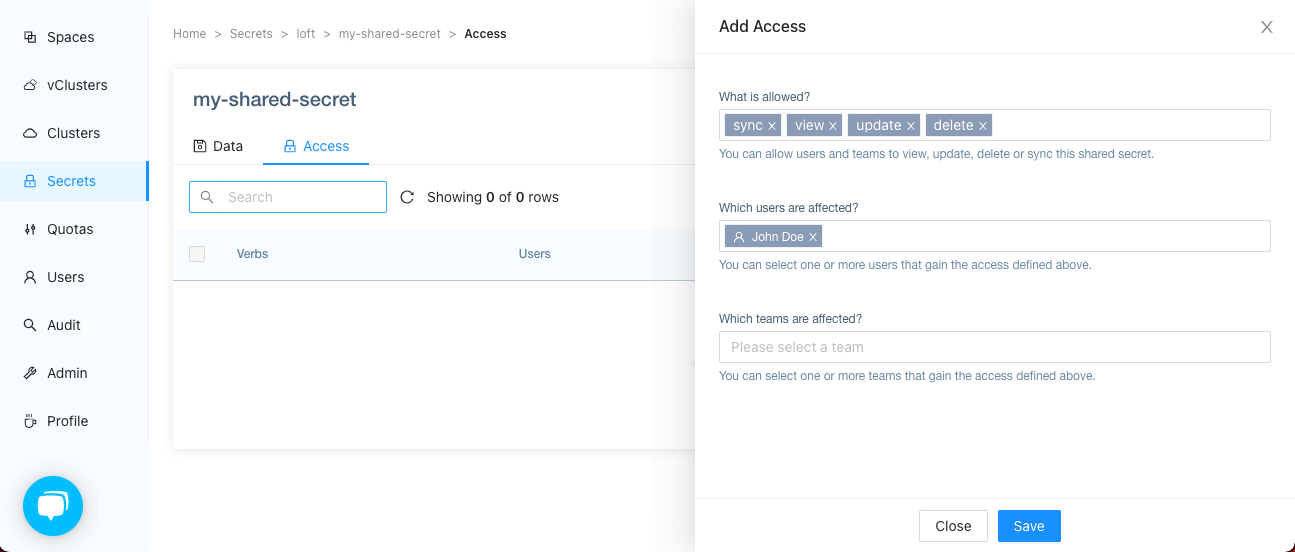 Spaces
vClusters
Clusters
Secrets
Quotas
Users
Audit
Admin
Profile
Home > Secrets > loft > my-shared-secret > Access
my-shared-secret
Data Access
Search Showing 0 of 0 rows
Verbs Users
Add Access
What is allowed?
sync view update delete
You can allow users and teams to view, update, delete or sync this shared secret.
Which users are affected?
John Doe
You can select one or more users that gain the access defined above.
Which teams are affected?
Please select a team
You can select one or more teams that gain the access defined above.
Close Save